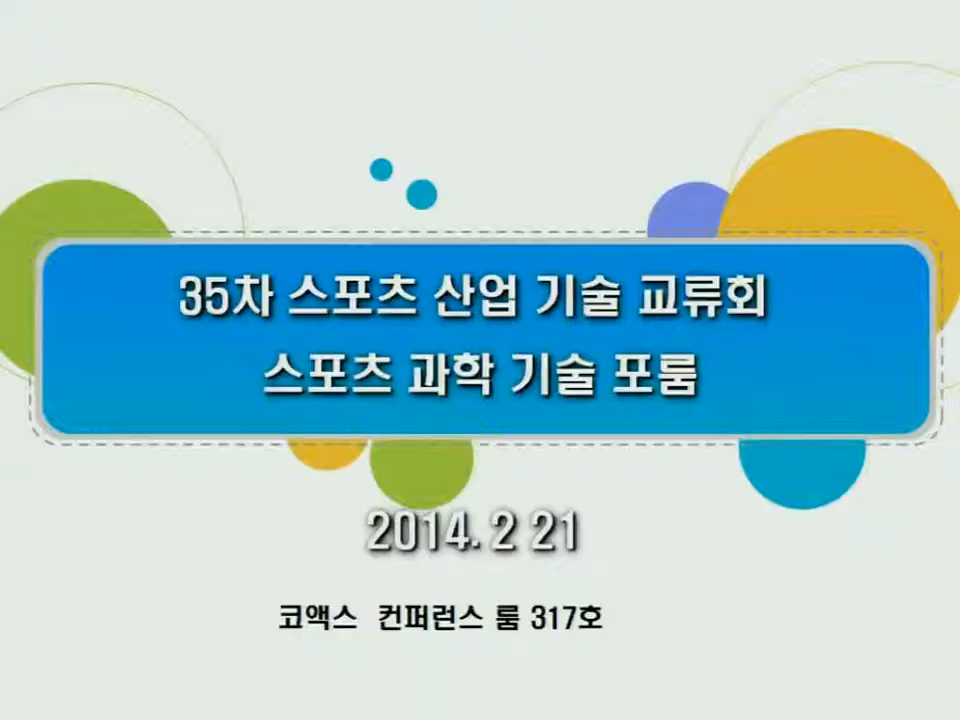 35차 스포츠 산업 기술 교류회
스포츠 과학 기술 포룸
2014. 2 21
코액스 컨퍼런스 룸 317호